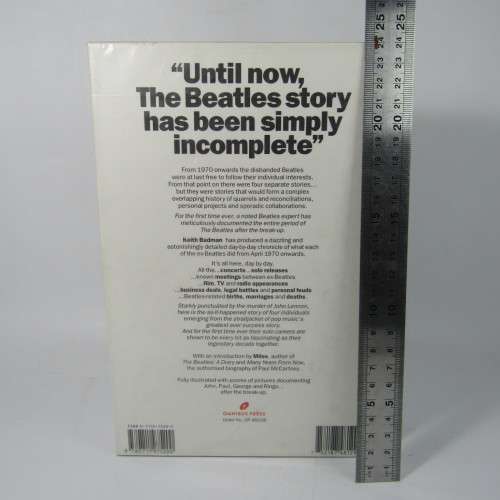 “Until now,
The Beatles story
has been simply
incomplete”
From 1970 onwards the disbanded Beatles
were at last free to follow their individual interests.
From that point on there were four separate stories...
but they were stories that would form a complex
overlapping history of quarrels and reconciliations,
personal projects and sporadic collaborations.
For the first time ever, a noted Beatles expert has
meticulously documented the entire period of
The Beatles after the break-up.
Keith Badman has produced a dazzling and
astonishingly detailed day-by-day chronicle of what each
of the ex-Beatles did from April 1970 onwards.
It's all here, day by day.
All the ...concerts ...solo releases
...known meetings between ex-Beatles
...film, TV and radio appearances
...business deals, legal battles and personal feuds
...Beatles-related births, marriages and deaths.
Starkly punctuated by the murder of John Lennon,
here is the as-it-happened story of four individuals
emerging from the straitjacket of pop music's
greatest ever success story.
And for the first time ever their solo careers are
shown to be every bit as fascinating as their
legendary decade together.
With an introduction by Miles, author of
The Beatles: A Diary and Many Years From Now,
the authorised biography of Paul McCartney.
Fully illustrated with scores of pictures documenting
John, Paul, George and Ringo...
after the break-up.
OMNIBUS PRESS
Order No. OP
ISBN